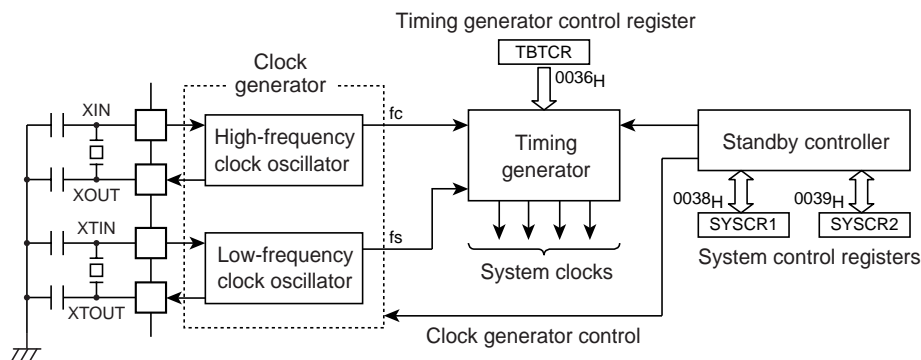 Timing generator control register
TBTCR
0036H
Clock
generator
XIN
XOUT
XTIN
XTOUT
High-frequency
clock oscillator
fc
Low-frequency
clock oscillator
fs
Timing
generator
System clocks
Standby controller
0038H
0039H
SYSCR1
SYSCR2
System control registers
Clock generator control